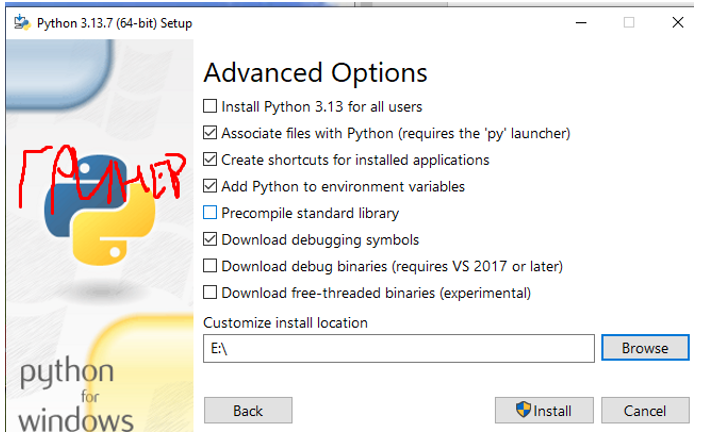 Python 3.13.7 (64-bit) Setup
Advanced Options
Install Python 3.13 for all users
Associate files with Python (requires the 'py' launcher)
Create shortcuts for installed applications
Add Python to environment variables
Precompile standard library
Download debugging symbols
Download debug binaries (requires VS 2017 or later)
Download free-threaded binaries (experimental)
Customize install location
E:\
Browse
python
for
windows
Back
Install
Cancel